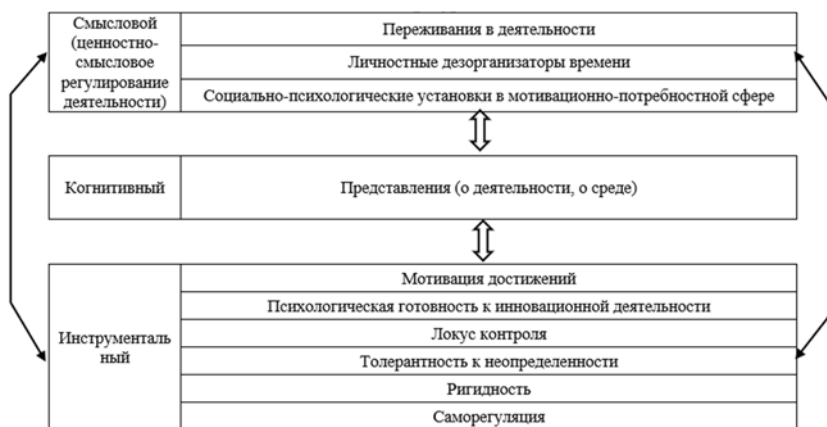 Смысловой
(ценностно-
смысловое
регулирование
деятельности)
Переживания в деятельности
Личностные дезорганизаторы времени
Социально-психологические установки в мотивационно-потребностной сфере
Когнитивный
Представления (о деятельности, о среде)
Инструменталь
ный
Мотивация достижений
Психологическая готовность к инновационной деятельности
Локус контроля
Толерантность к неопределенности
Ригидность
Саморегуляция